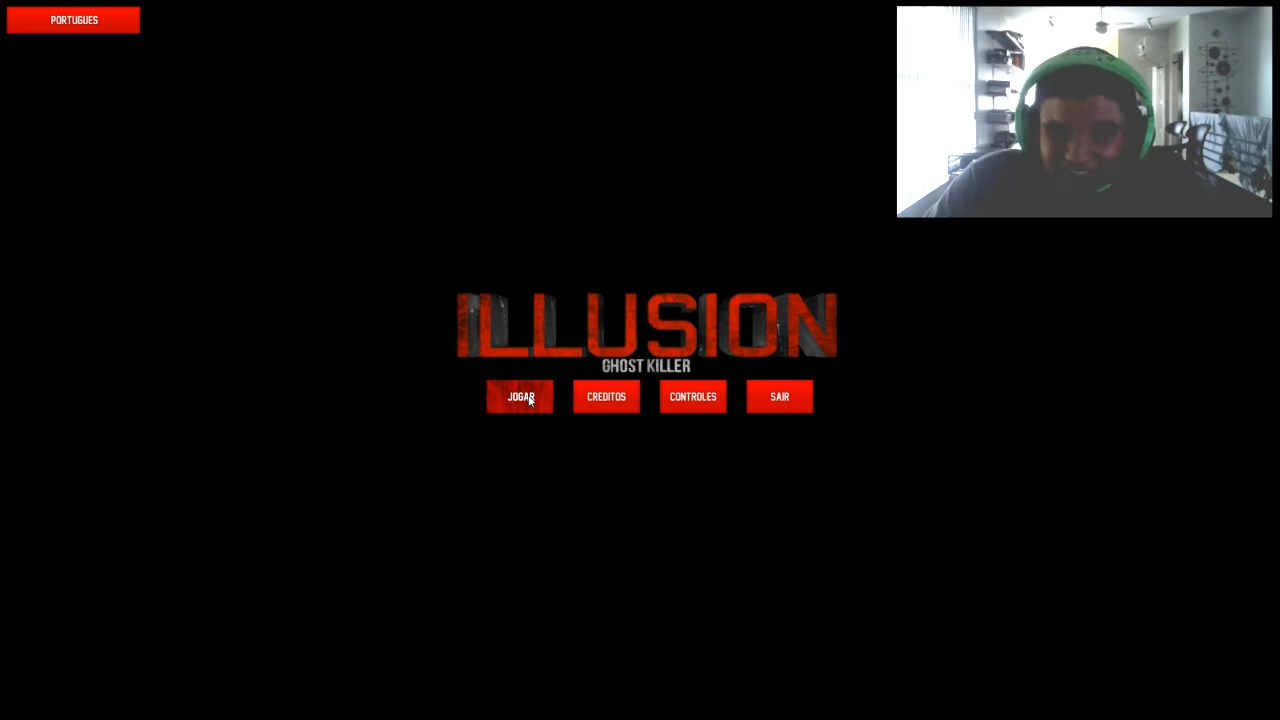 PORTUGUES
ILLUSION
GHOST KILLER
JOGAR
CREDITOS
CONTROLES
SAIR